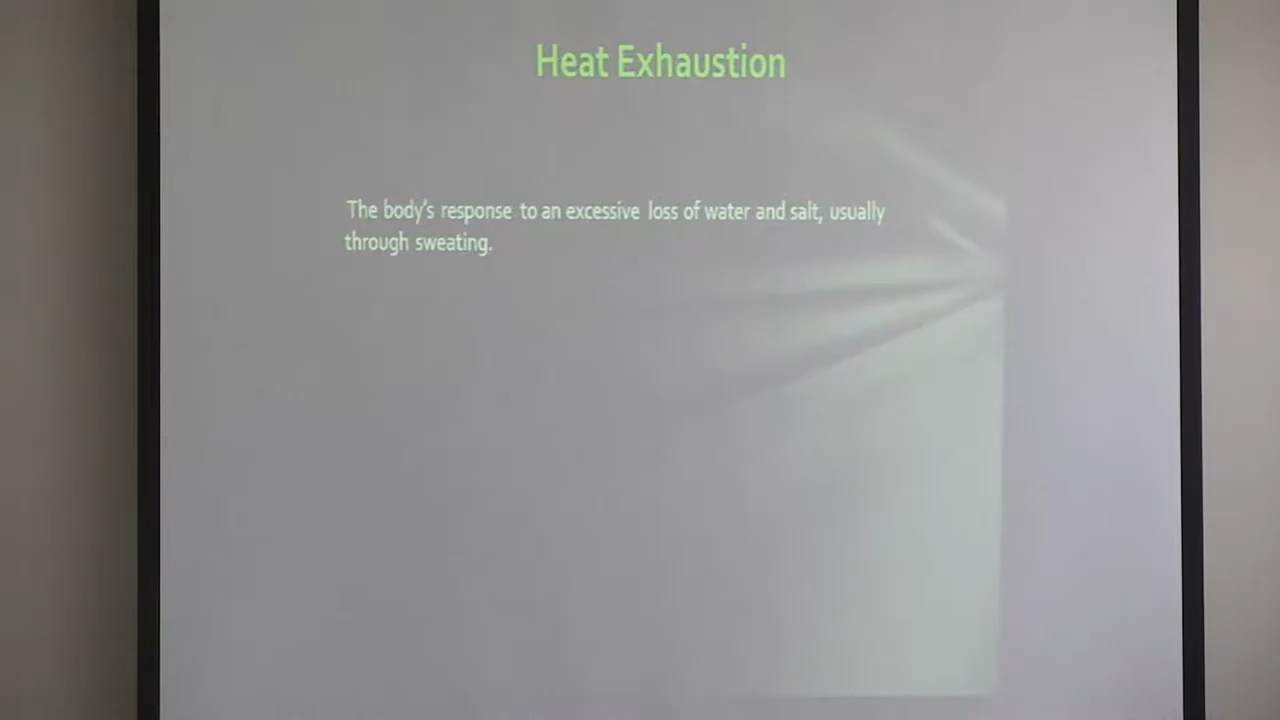 Heat Exhaustion
The body's response to an excessive loss of water and salt, usually
through sweating.